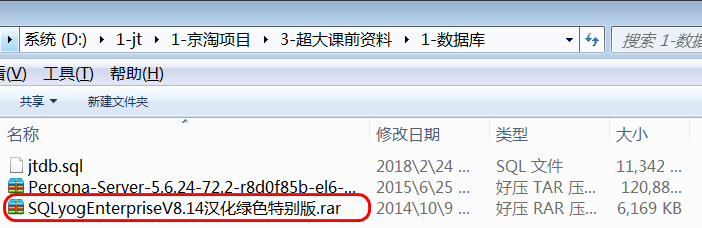 系统 (D:) 1-jt 1-京淘项目 3-超大课前资料 1-数据库 搜索 1-数据
看(V) 工具(T) 帮助(H)
共享 新建文件夹
名称 修改日期 类型 大小
jtdb.sql 2018\2\24 ... SQL 文件 11,342 ...
Percona-Server-5.6.24-72.2-r8d0f85b-el6-... 2015\6\25 ... 好压 TAR 压... 120,88...
SQLyogEnterpriseV8.14汉化绿色特别版.rar 2014\10\9 ... 好压 RAR 压... 6,169 KB